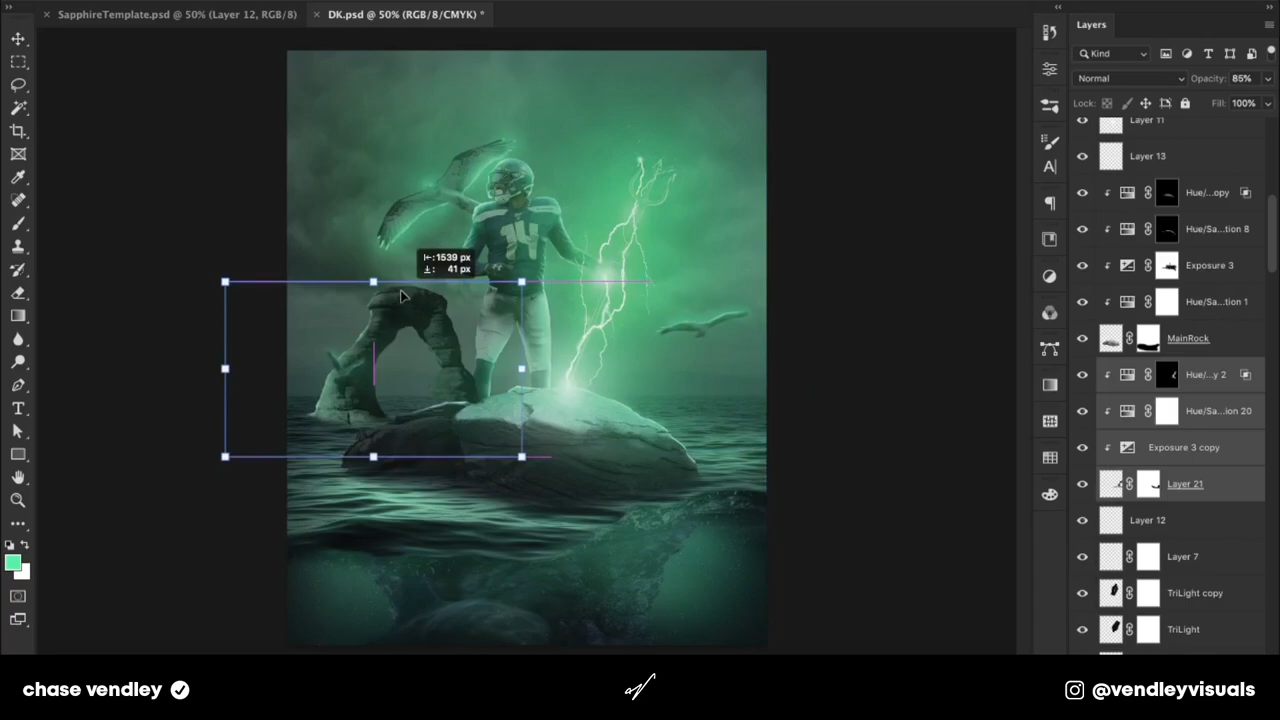 SapphireTemplate.psd @ 50% (Layer 12, RGB/8)
DK.psd @ 50% (RGB/8/CMYK) *
Layers
Kind
Normal
Opacity: 85%
Lock:
Fill: 100%
Layer 11
Layer 13
Hue/...opy
Hue/Sa...tion 8
Exposure 3
Hue/Sa...tion 1
MainRock
Hue/...y 2
Hue/Sa...ion 20
Exposure 3 copy
Layer 21
Layer 12
Layer 7
TriLight copy
TriLight
14
1539 px
41 px
chase vendley
@vendleyvisuals